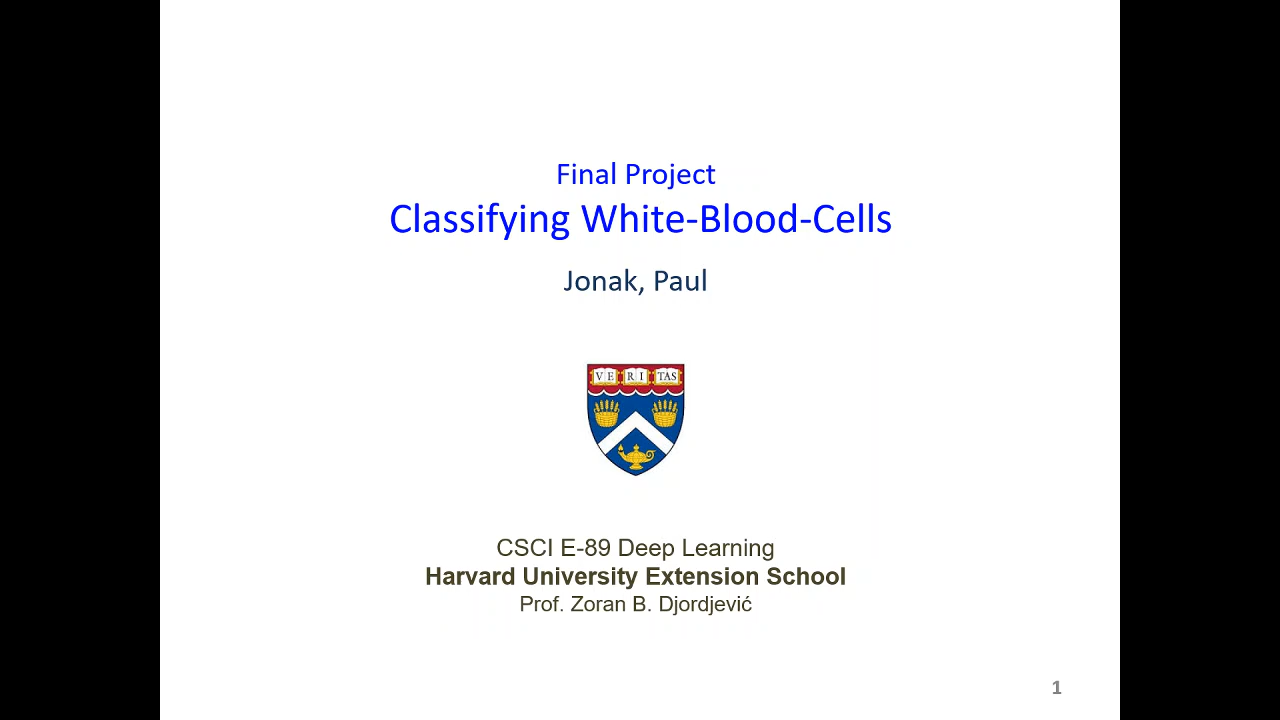 Final Project
Classifying White-Blood-Cells
Jonak, Paul
VE RI TAS
CSCI E-89 Deep Learning
Harvard University Extension School
Prof. Zoran B. Djordjević
1